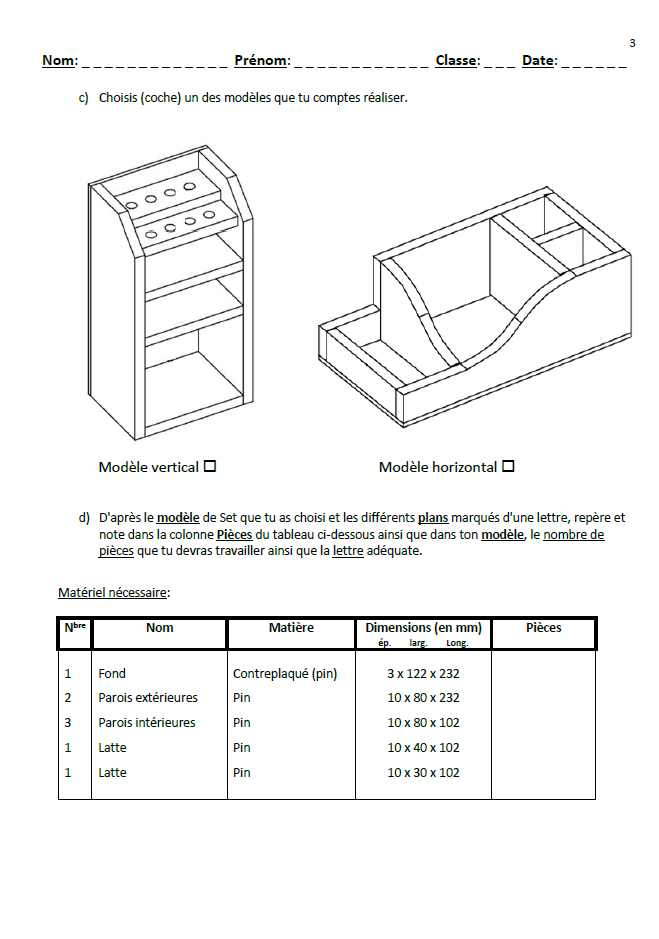 3
Nom: _ _ _ _ _ _ _ _ _ _ _ _ _ Prénom: _ _ _ _ _ _ _ _ _ _ _ _ Classe: _ _ _ Date: _ _ _ _ _ _
c) Choisis (coche) un des modèles que tu comptes réaliser.
Modèle vertical ☐ Modèle horizontal ☐
d) D'après le modèle de Set que tu as choisi et les différents plans marqués d'une lettre, repère et
note dans la colonne Pièces du tableau ci-dessous ainsi que dans ton modèle, le nombre de
pièces que tu devras travailler ainsi que la lettre adéquate.
Matériel nécessaire:
Nbre Nom Matière Dimensions (en mm) Pièces
ép. larg. Long.
1 Fond Contreplaqué (pin) 3 x 122 x 232
2 Parois extérieures Pin 10 x 80 x 232
3 Parois intérieures Pin 10 x 80 x 102
1 Latte Pin 10 x 40 x 102
1 Latte Pin 10 x 30 x 102